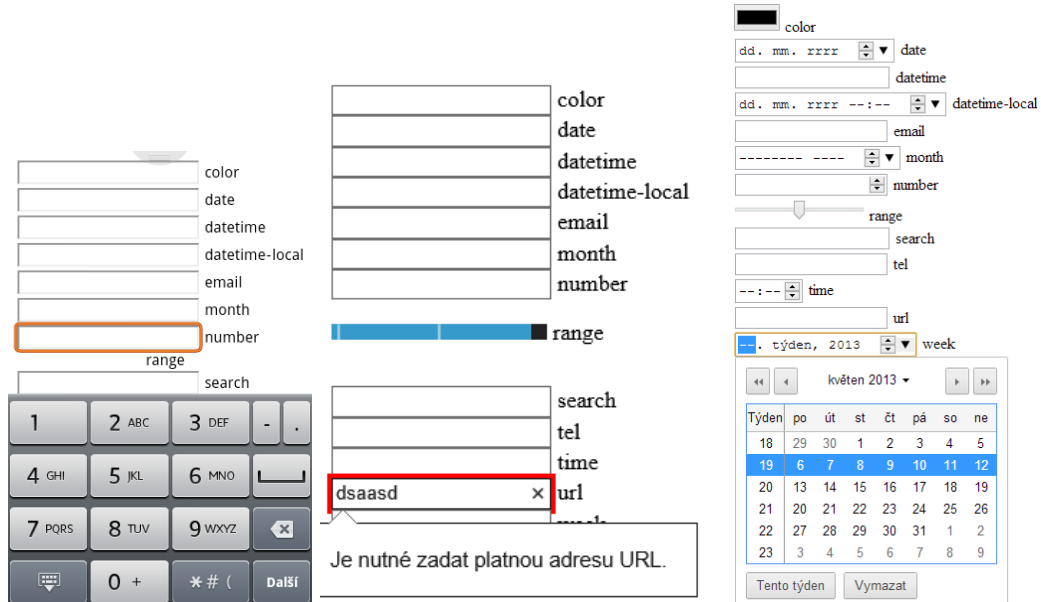 color
date
datetime
datetime-local
email
month
number
range
search
1
2 ABC
3 DEF
-
.
4 GHI
5 JKL
6 MNO
7 PQRS
8 TUV
9 WXYZ
0 +
* # (
Další
color
date
datetime
datetime-local
email
month
number
range
search
tel
time
dsaasd × url
week
Je nutné zadat platnou adresu URL.
color
dd. mm. rrrr date
datetime
dd. mm. rrrr --:-- datetime-local
email
-------- ---- month
number
range
search
tel
--:-- time
url
--. týden, 2013 week
květen 2013
Týden po út st čt pá so ne
18 29 30 1 2 3 4 5
19 6 7 8 9 10 11 12
20 13 14 15 16 17 18 19
21 20 21 22 23 24 25 26
22 27 28 29 30 31 1 2
23 3 4 5 6 7 8 9
Tento týden Vymazat